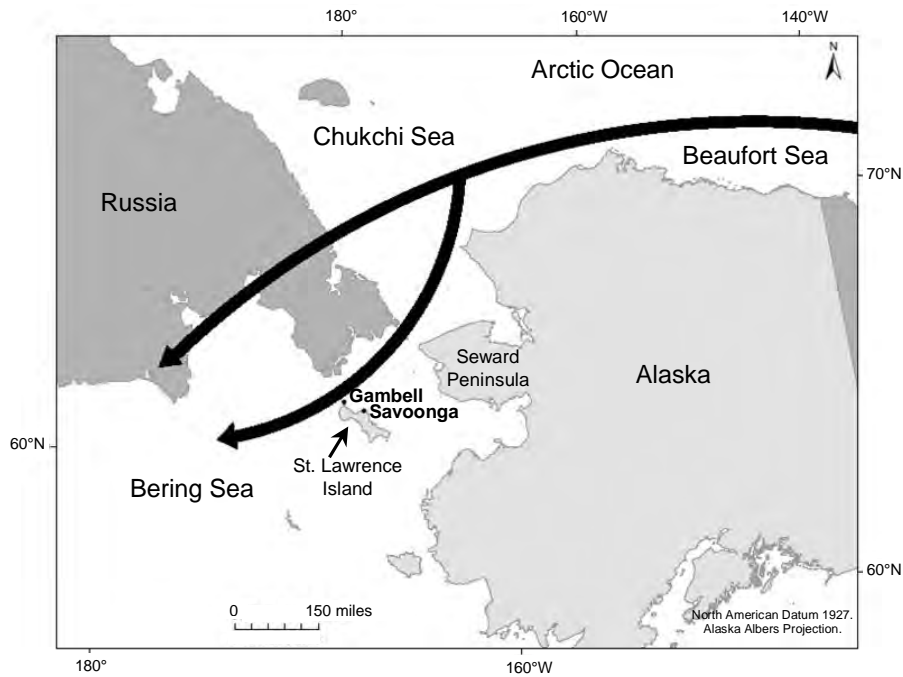 180°
160°W
140°W
N
Arctic Ocean
Chukchi Sea
Beaufort Sea
Russia
70°N
Seward
Peninsula
Alaska
Gambell
Savoonga
60°N
St. Lawrence
Island
Bering Sea
60°N
0 150 miles
North American Datum 1927.
Alaska Albers Projection.
180°
160°W